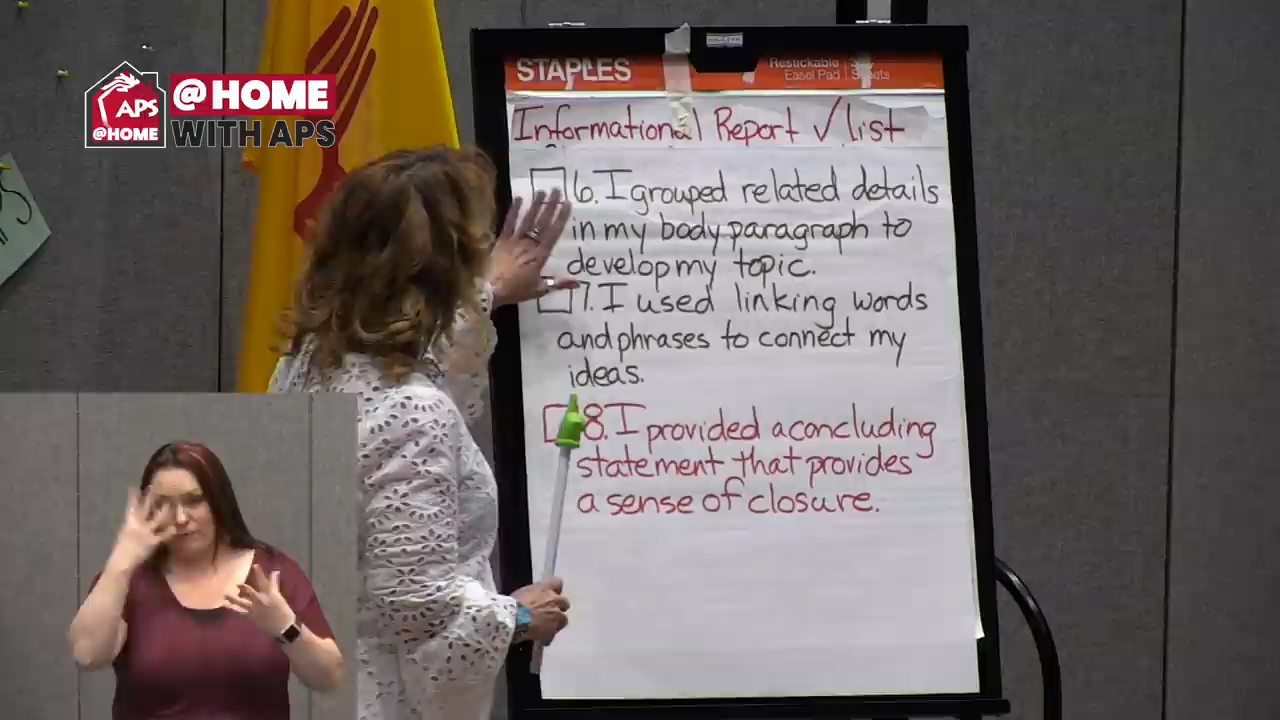 APS
@HOME
@HOME
WITH APS
STAPLES
Restickable
Easel Pad
Informational Report ✓list
6. I grouped related details
in my body paragraph to
develop my topic.
7. I used linking words
and phrases to connect my
ideas.
8. I provided a concluding
statement that provides
a sense of closure.